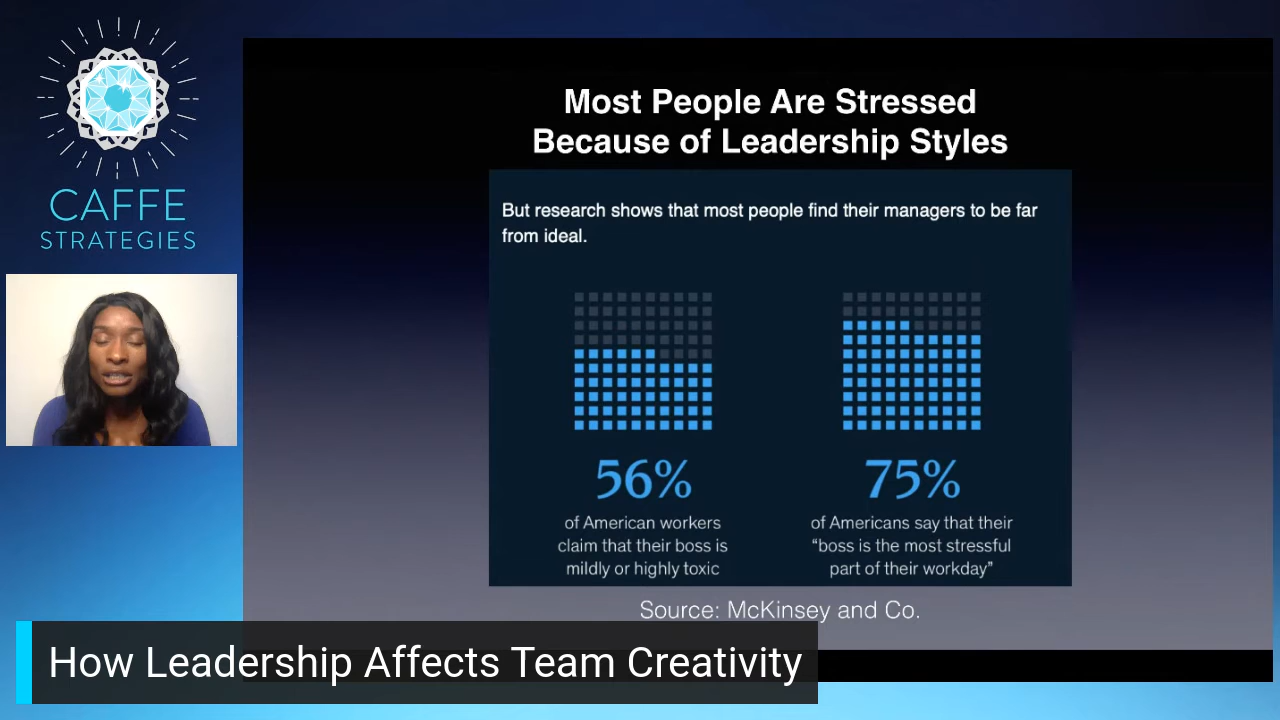 CAFFE
STRATEGIES
Most People Are Stressed
Because of Leadership Styles
But research shows that most people find their managers to be far
from ideal.
56%
of American workers
claim that their boss is
mildly or highly toxic
75%
of Americans say that their
“boss is the most stressful
part of their workday”
Source: McKinsey and Co.
How Leadership Affects Team Creativity